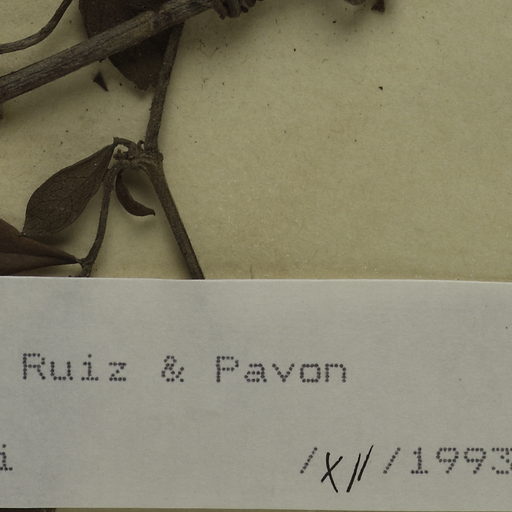 Ruiz & Pavon
i /XII/1993